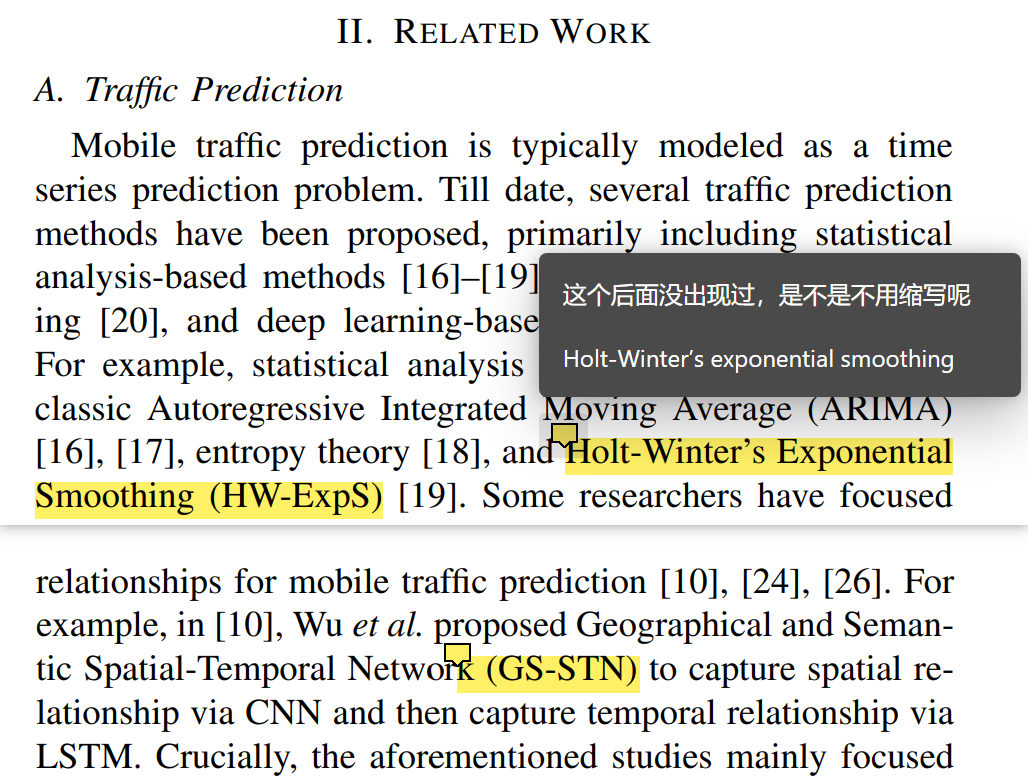 II. RELATED WORK
A. Traffic Prediction
Mobile traffic prediction is typically modeled as a time
series prediction problem. Till date, several traffic prediction
methods have been proposed, primarily including statistical
analysis-based methods [16]–[19]
ing [20], and deep learning-base
For example, statistical analysis
这个后面没出现过，是不是不用缩写呢
Holt-Winter’s exponential smoothing
classic Autoregressive Integrated Moving Average (ARIMA)
[16], [17], entropy theory [18], and Holt-Winter’s Exponential
Smoothing (HW-ExpS) [19]. Some researchers have focused
relationships for mobile traffic prediction [10], [24], [26]. For
example, in [10], Wu et al. proposed Geographical and Seman-
tic Spatial-Temporal Network (GS-STN) to capture spatial re-
lationship via CNN and then capture temporal relationship via
LSTM. Crucially, the aforementioned studies mainly focused